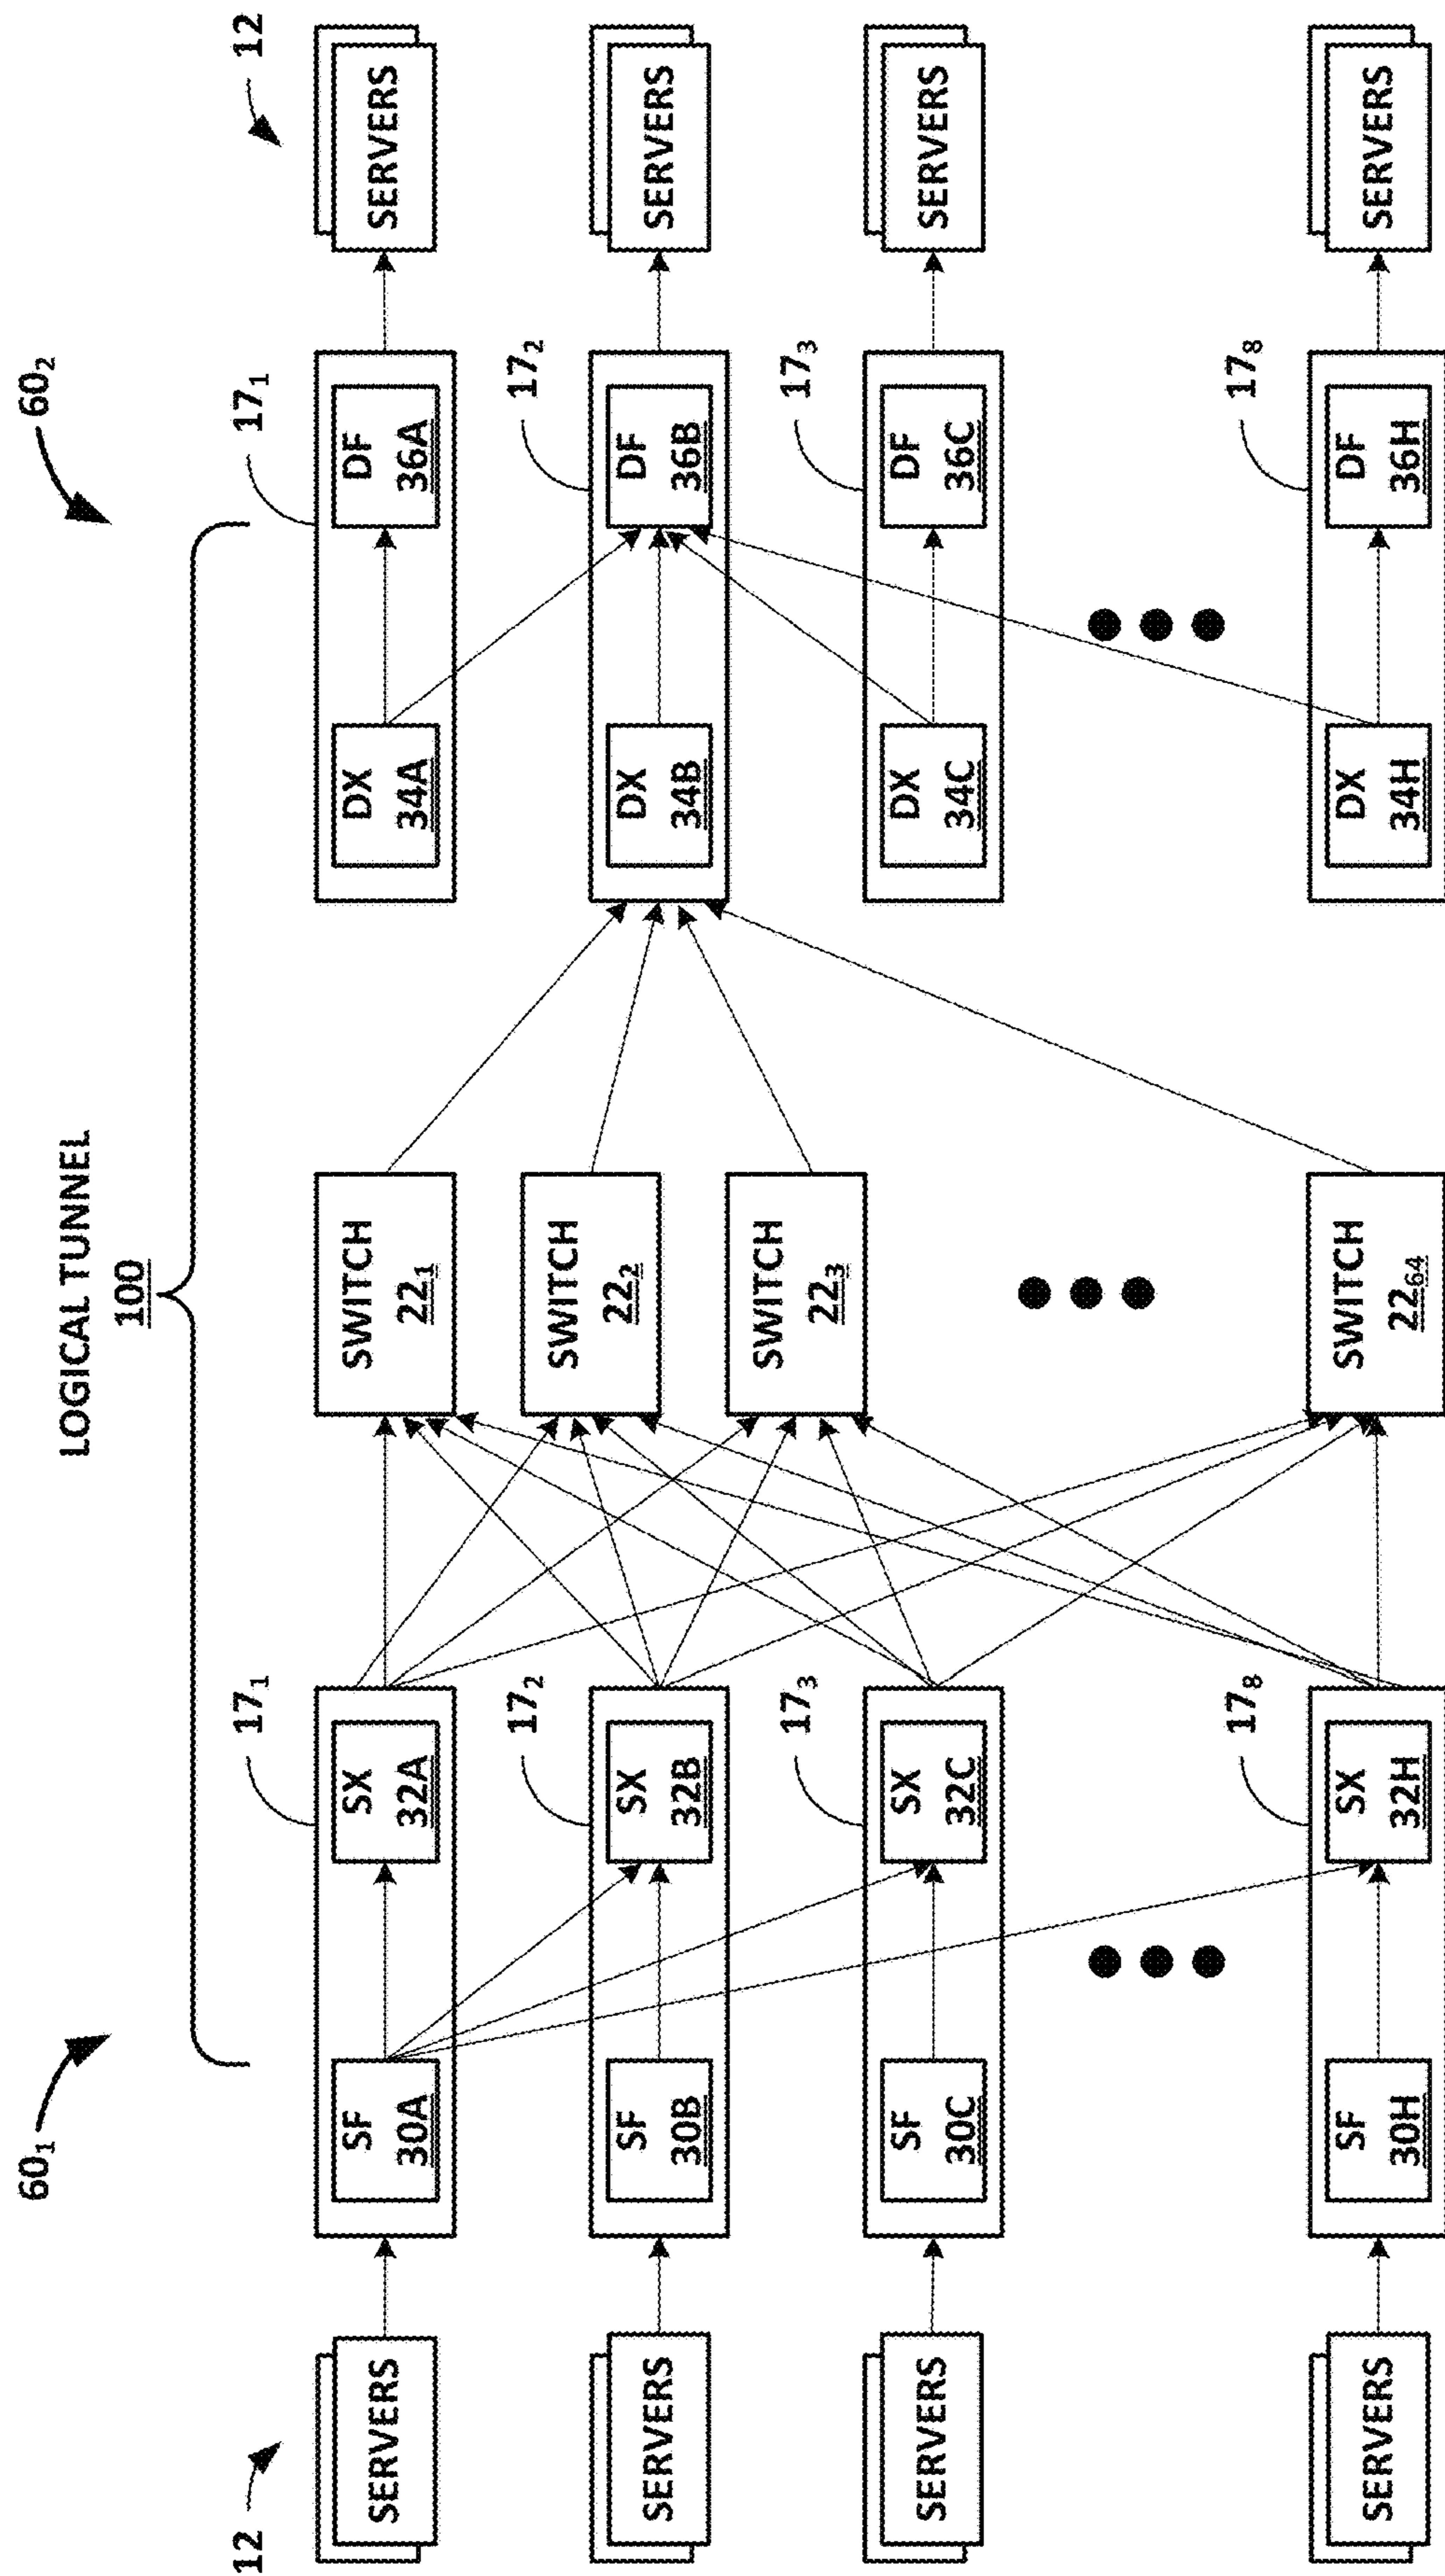 60₁
LOGICAL TUNNEL
100
60₂
12
12
SERVERS
17₁
SF
30A
SX
32A
SWITCH
22₁
17₁
DX
34A
DF
36A
SERVERS
SERVERS
17₂
SF
30B
SX
32B
SWITCH
22₂
17₂
DX
34B
DF
36B
SERVERS
SERVERS
17₃
SF
30C
SX
32C
SWITCH
22₃
17₃
DX
34C
DF
36C
SERVERS
SERVERS
17₈
SF
30H
SX
32H
SWITCH
22₆₄
17₈
DX
34H
DF
36H
SERVERS